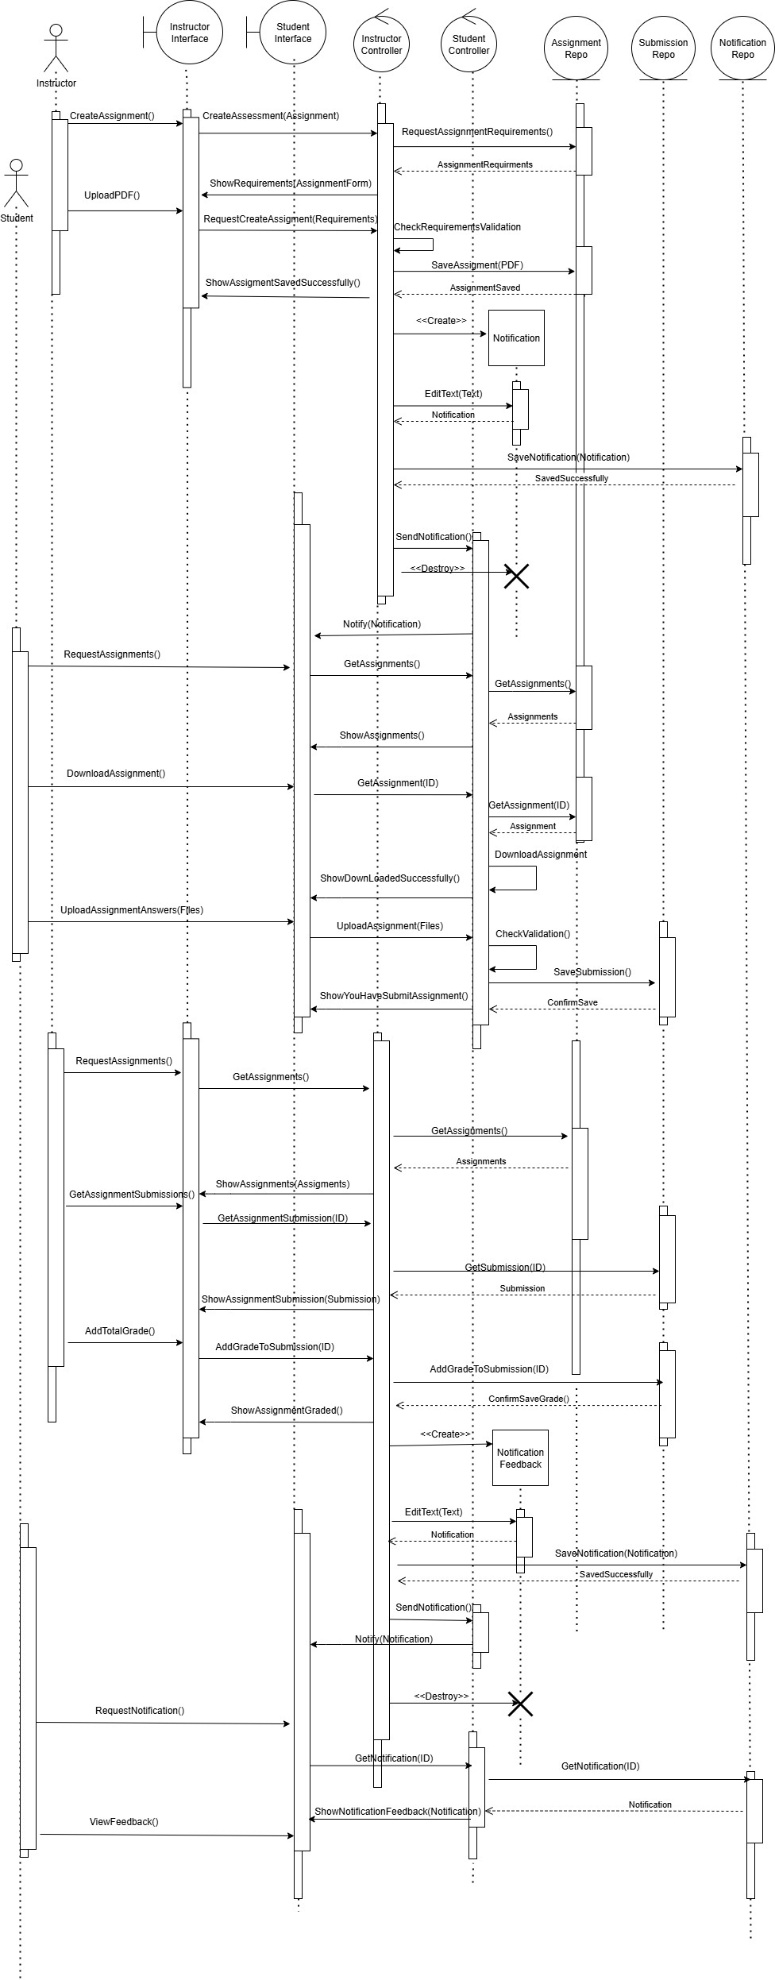 Instructor
Interface
Student
Interface
Instructor
Controller
Student
Controller
Assignment
Repo
Submission
Repo
Notification
Repo
Instructor
CreateAssignment()
CreateAssessment(Assignment)
RequestAssignmentRequirements()
AssignmentRequirments
ShowRequirements(AssignmentForm)
UploadPDF()
Student
RequestCreateAssigment(Requirements)
CheckRequirementsValidation
SaveAssigment(PDF)
ShowAssigmentSavedSuccessfully()
AssignmentSaved
<<Create>>
Notification
EditText(Text)
Notification
SaveNotification(Notification)
SavedSuccessfully
SendNotification()
<<Destroy>>
Notify(Notification)
RequestAssignments()
GetAssignments()
GetAssignments()
Assignments
ShowAssignments()
DownloadAssignment()
GetAssignment(ID)
GetAssignment(ID)
Assignment
DownloadAssignment
ShowDownLoadedSuccessfully()
UploadAssignmentAnswers(Files)
UploadAssignment(Files)
CheckValidation()
SaveSubmission()
ShowYouHaveSubmitAssignment()
ConfirmSave
RequestAssignments()
GetAssignments()
GetAssignments()
Assignments
ShowAssignments(Assigments)
GetAssignmentSubmissions()
GetAssignmentSubmission(ID)
GetSubmission(ID)
Submission
ShowAssignmentSubmission(Submission)
AddTotalGrade()
AddGradeToSubmission(ID)
AddGradeToSubmission(ID)
ConfirmSaveGrade()
ShowAssignmentGraded()
<<Create>>
Notification
Feedback
EditText(Text)
Notification
SaveNotification(Notification)
SavedSuccessfully
SendNotification()
Notify(Notification)
<<Destroy>>
RequestNotification()
GetNotification(ID)
GetNotification(ID)
Notification
ShowNotificationFeedback(Notification)
ViewFeedback()